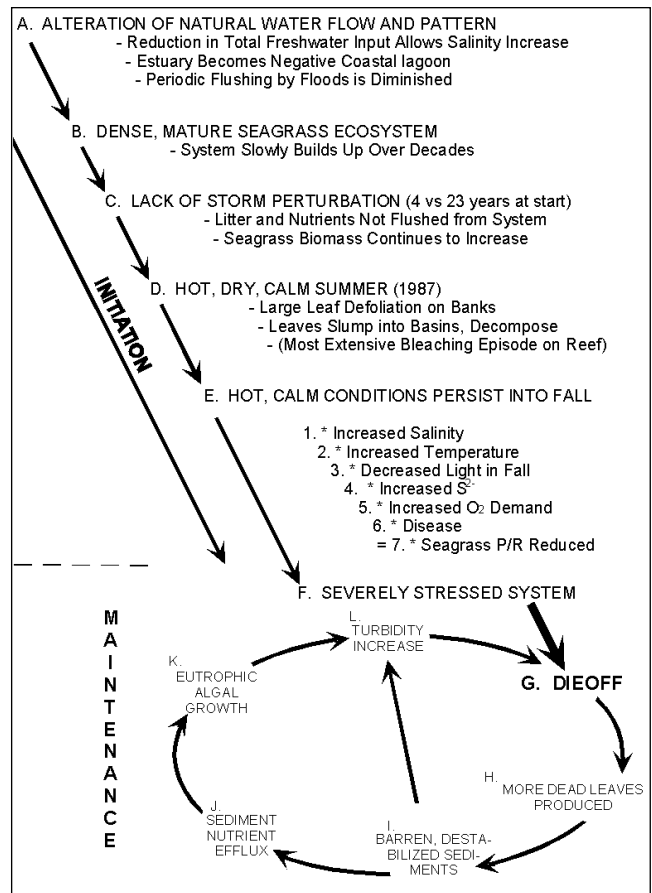 A. ALTERATION OF NATURAL WATER FLOW AND PATTERN
- Reduction in Total Freshwater Input Allows Salinity Increase
- Estuary Becomes Negative Coastal lagoon
- Periodic Flushing by Floods is Diminished
B. DENSE, MATURE SEAGRASS ECOSYSTEM
- System Slowly Builds Up Over Decades
C. LACK OF STORM PERTURBATION (4 vs 23 years at start)
- Litter and Nutrients Not Flushed from System
- Seagrass Biomass Continues to Increase
D. HOT, DRY, CALM SUMMER (1987)
- Large Leaf Defoliation on Banks
- Leaves Slump into Basins, Decompose
- (Most Extensive Bleaching Episode on Reef)
INITIATION
E. HOT, CALM CONDITIONS PERSIST INTO FALL
1. * Increased Salinity
2. * Increased Temperature
3. * Decreased Light in Fall
4. * Increased S²⁻
5. * Increased O₂ Demand
6. * Disease
= 7. * Seagrass P/R Reduced
F. SEVERELY STRESSED SYSTEM
MAINTENANCE
G. DIEOFF
H.
MORE DEAD LEAVES
PRODUCED
I.
BARREN, DESTA-
BILIZED SEDI-
MENTS
J.
SEDIMENT
NUTRIENT
EFFLUX
K.
EUTROPHIC
ALGAL
GROWTH
L.
TURBIDITY
INCREASE